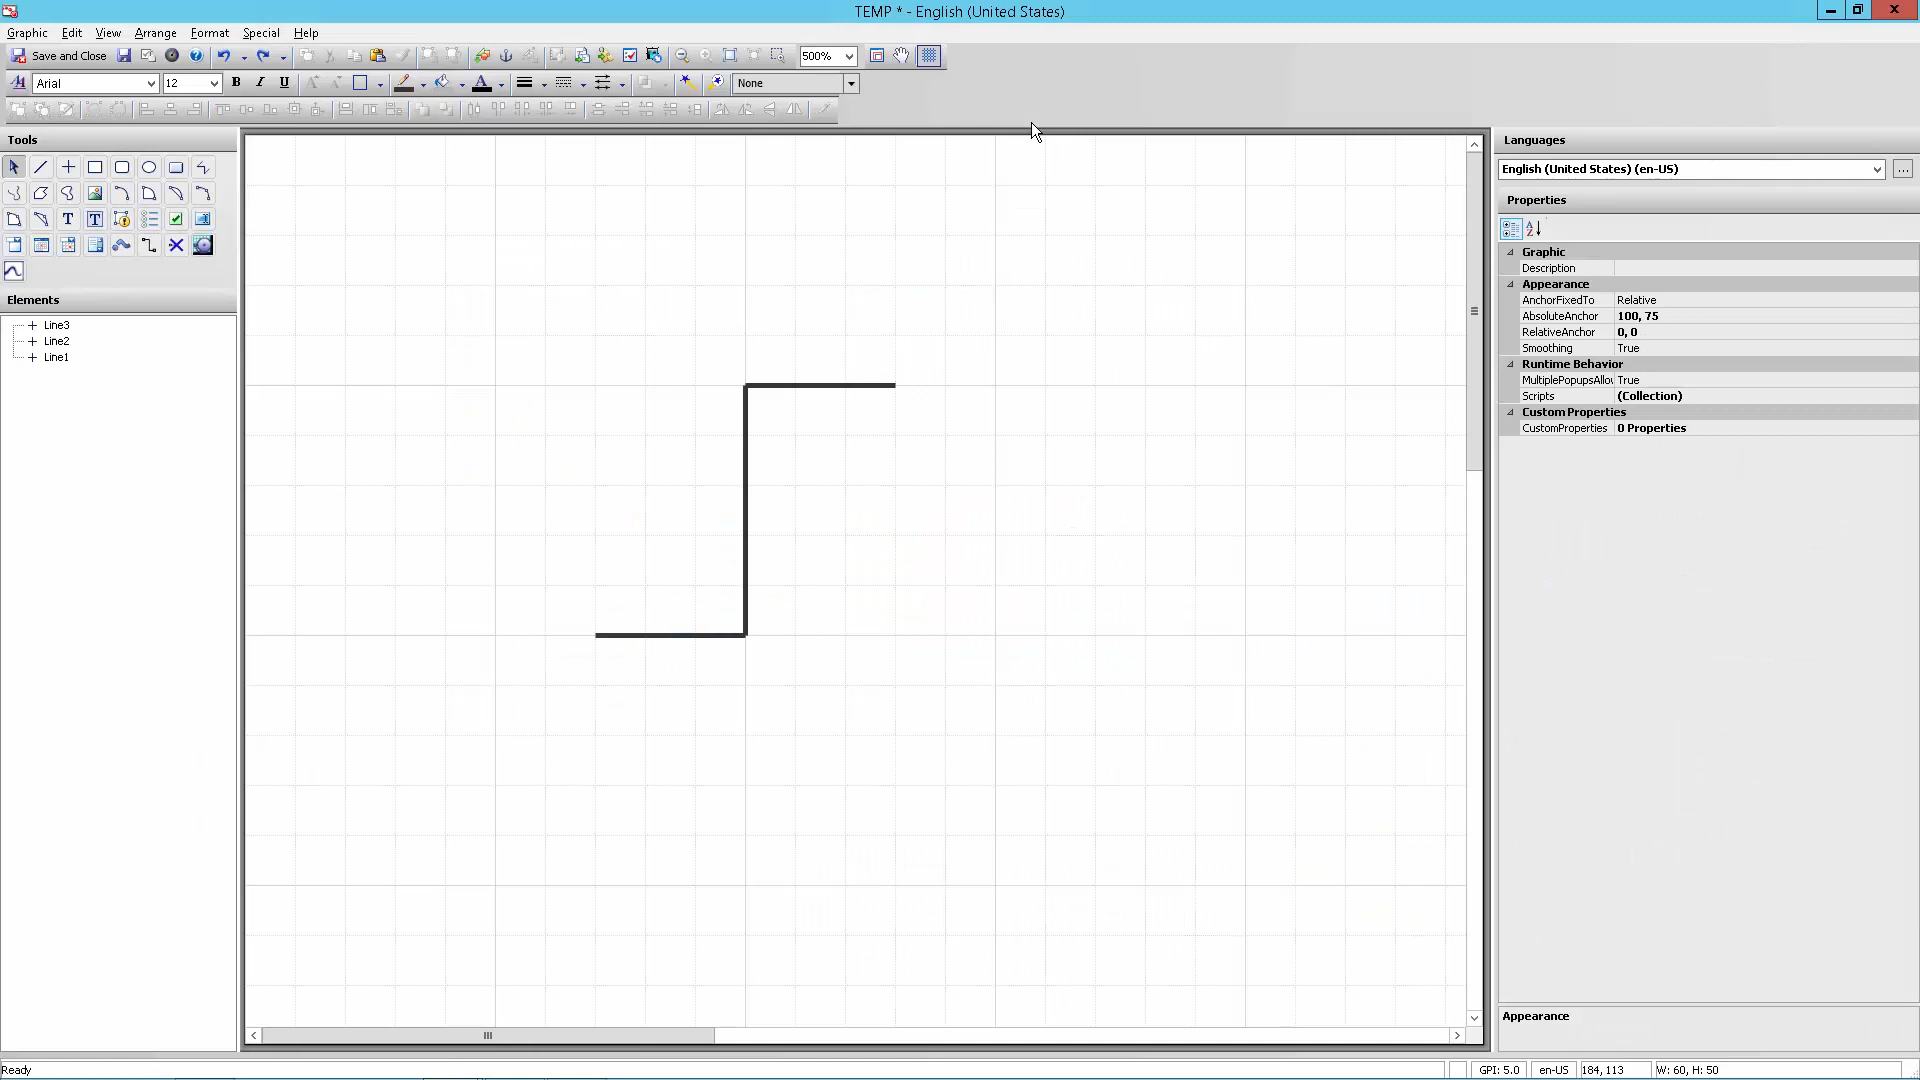 TEMP * - English (United States)
Graphic Edit View Arrange Format Special Help
Save and Close 500%
Arial 12 B I U A A A None
Tools
T T
Elements
Line3
Line2
Line1
Languages
English (United States) (en-US) ...
Properties
Graphic
Description
Appearance
AnchorFixedTo Relative
AbsoluteAnchor 100, 75
RelativeAnchor 0, 0
Smoothing True
Runtime Behavior
MultiplePopupsAllo True
Scripts (Collection)
Custom Properties
CustomProperties 0 Properties
Appearance
Ready GPI: 5.0 en-US 184, 113 W: 60, H: 50